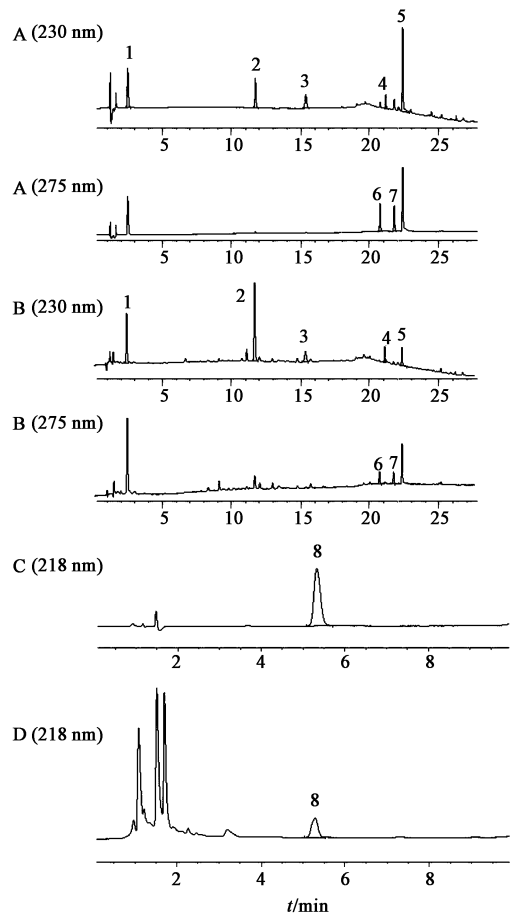 A (230 nm)
1 2 3 4 5
5 10 15 20 25
A (275 nm)
6 7
5 10 15 20 25
B (230 nm)
1 2 3 4 5
5 10 15 20 25
B (275 nm)
6 7
5 10 15 20 25
C (218 nm)
8
2 4 6 8
D (218 nm)
8
2 4 6 8
t/min